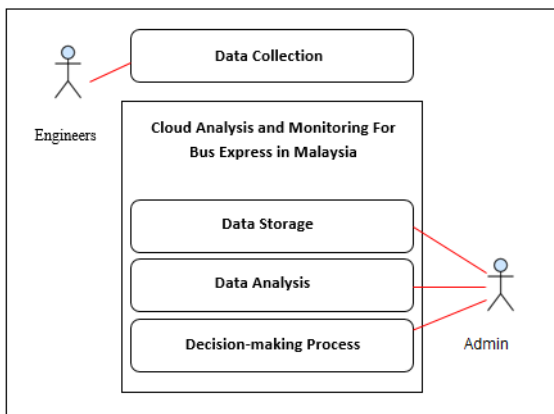 Data Collection
Engineers
Cloud Analysis and Monitoring For
Bus Express in Malaysia
Data Storage
Data Analysis
Decision-making Process
Admin